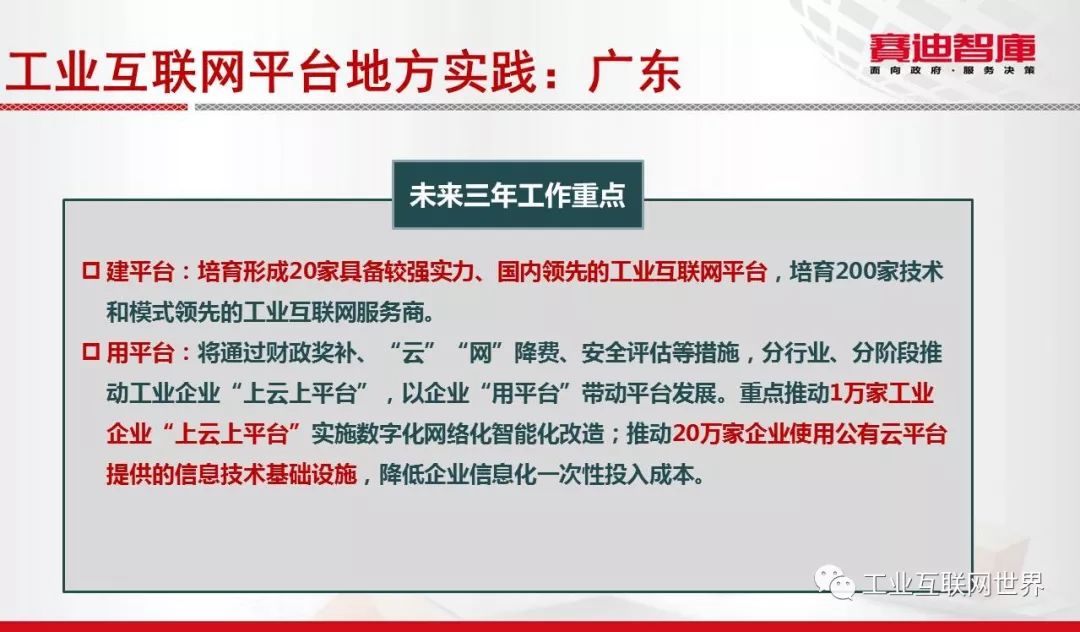 工业互联网平台地方实践：广东
赛迪智庫
面向政府·服务决策
未来三年工作重点
建平台：培育形成20家具备较强实力、国内领先的工业互联网平台，培育200家技术
和模式领先的工业互联网服务商。
用平台：将通过财政奖补、“云”“网”降费、安全评估等措施，分行业、分阶段推
动工业企业“上云上平台”，以企业“用平台”带动平台发展。重点推动1万家工业
企业“上云上平台”实施数字化网络化智能化改造；推动20万家企业使用公有云平台
提供的信息技术基础设施，降低企业信息化一次性投入成本。
工业互联网世界